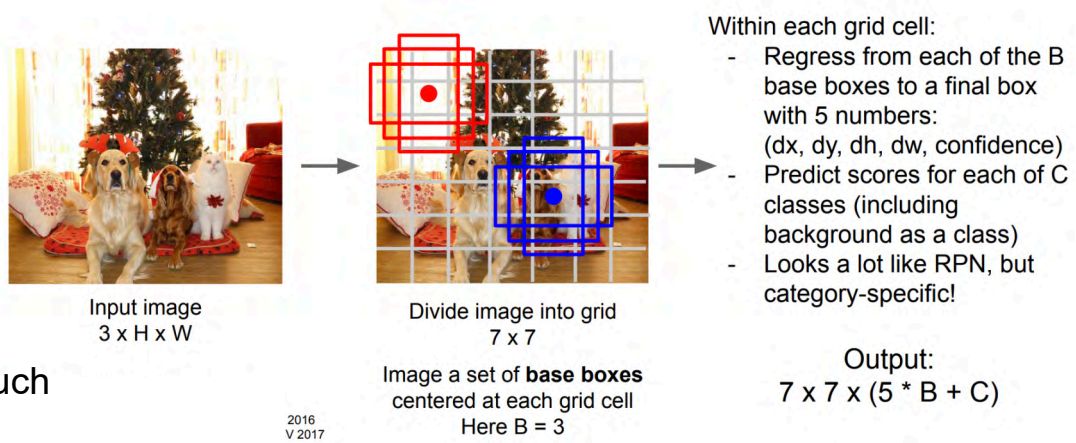 Input image
3 x H x W
uch
Divide image into grid
7 x 7
Image a set of base boxes
centered at each grid cell
Here B = 3
2016
V 2017
Within each grid cell:
- Regress from each of the B
base boxes to a final box
with 5 numbers:
(dx, dy, dh, dw, confidence)
- Predict scores for each of C
classes (including
background as a class)
- Looks a lot like RPN, but
category-specific!
Output:
7 x 7 x (5 * B + C)